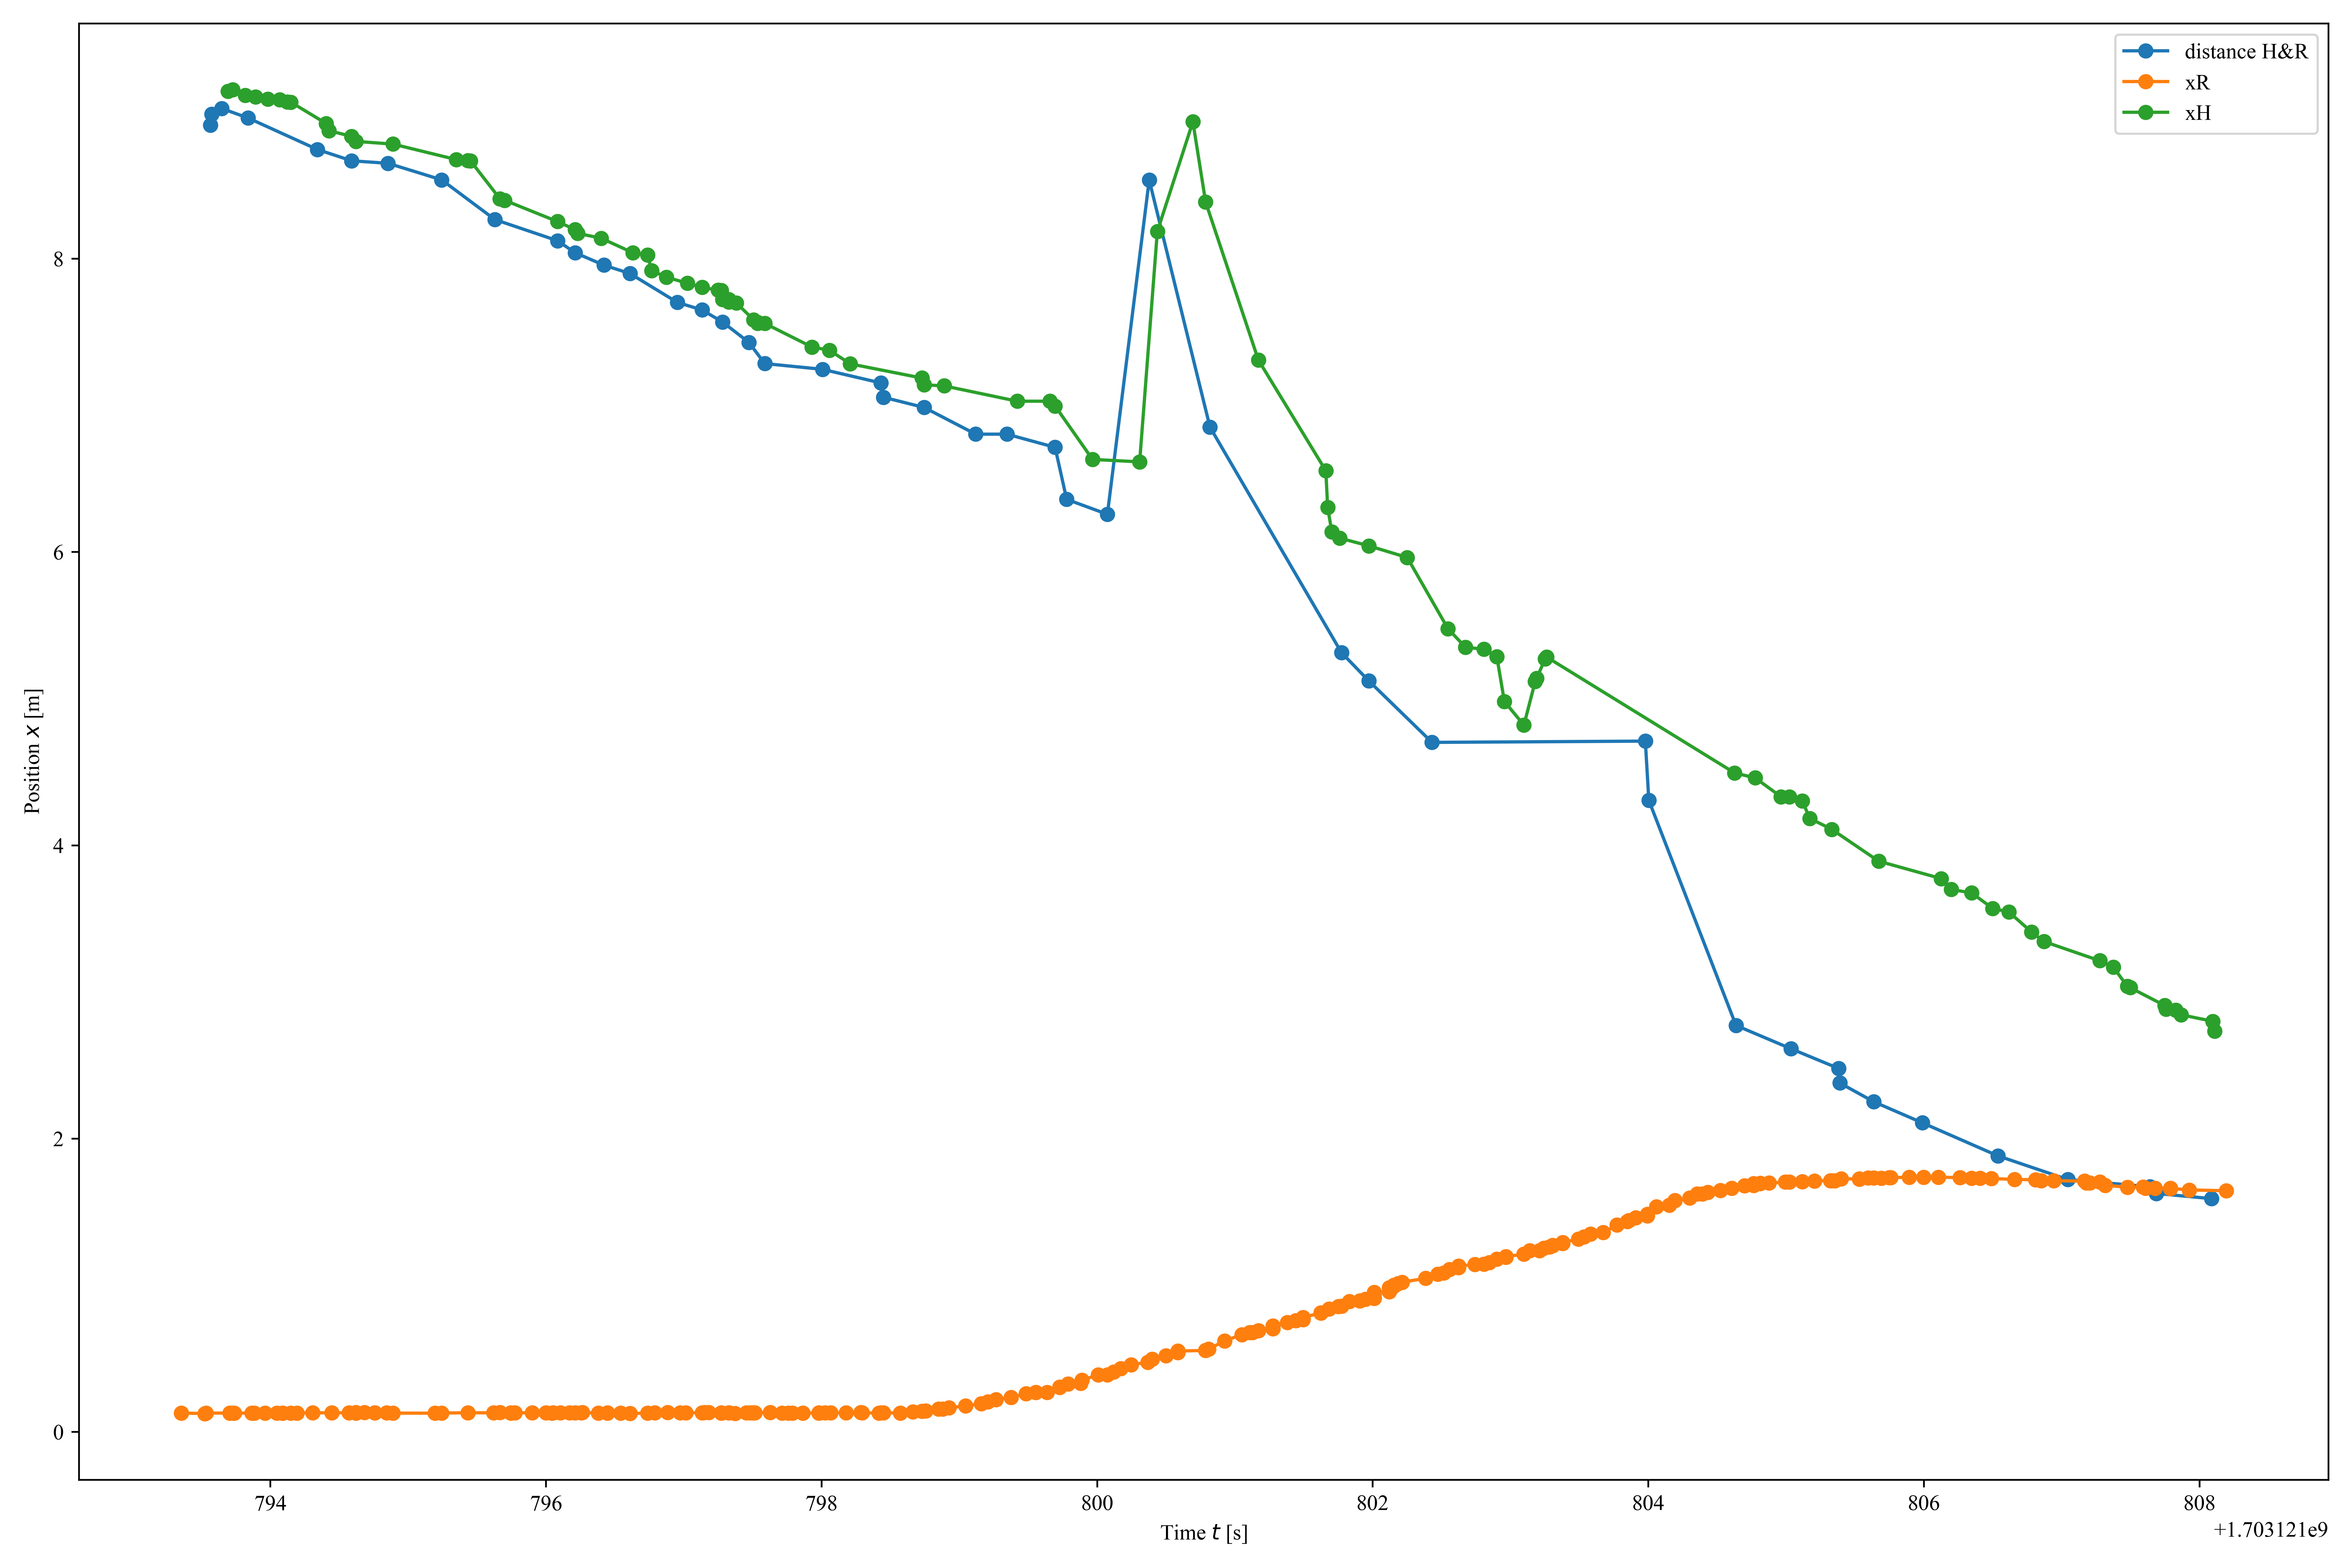 distance H&R
xR
xH
8
6
4
2
0
Position x [m]
794 796 798 800 802 804 806 808
Time t [s]
+1.703121e9